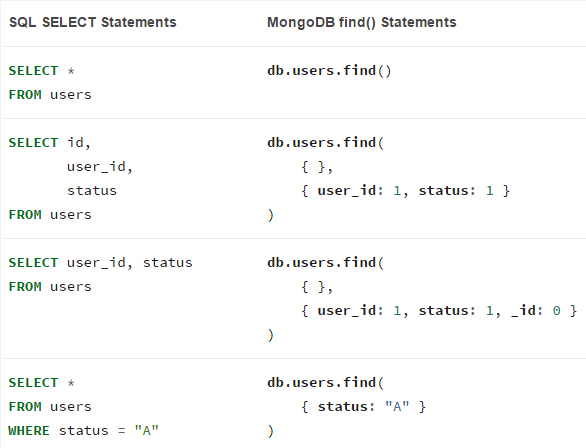 SQL SELECT Statements MongoDB find() Statements
SELECT * db.users.find()
FROM users
SELECT id, db.users.find(
user_id, { },
status { user_id: 1, status: 1 }
FROM users )
SELECT user_id, status db.users.find(
FROM users { },
{ user_id: 1, status: 1, _id: 0 }
)
SELECT * db.users.find(
FROM users { status: "A" }
WHERE status = "A" )